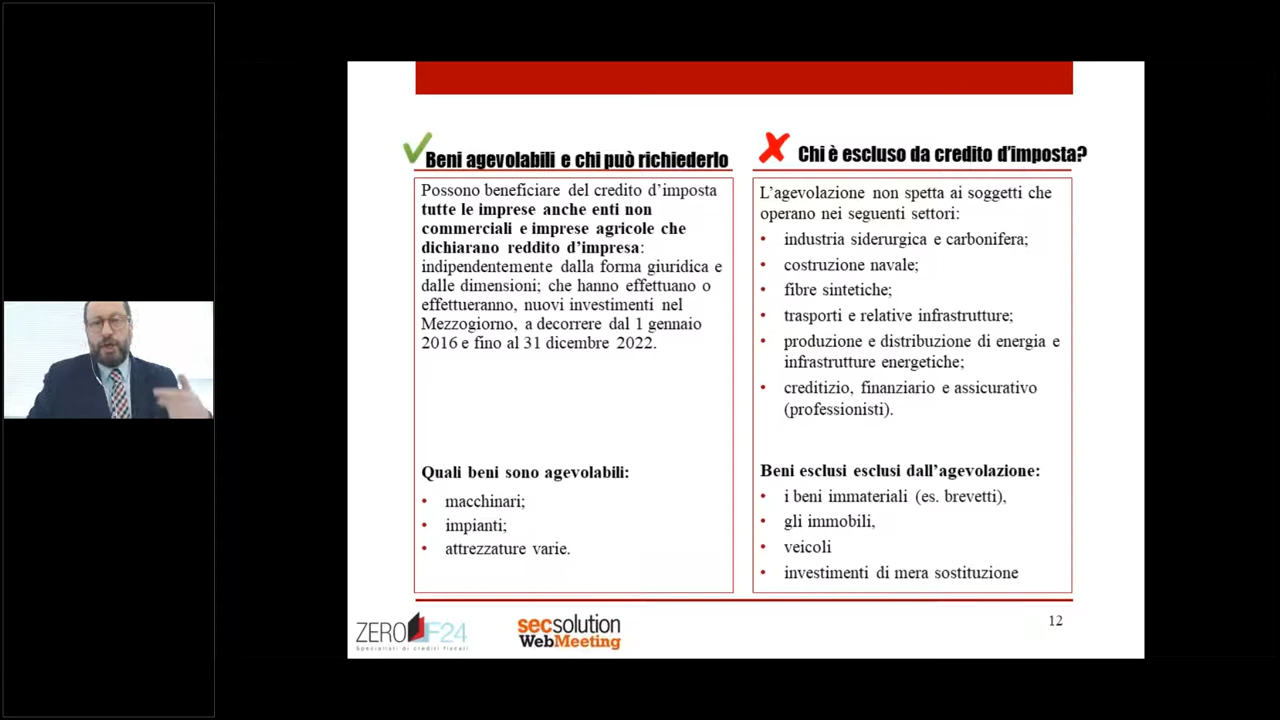 Beni agevolabili e chi può richiederlo
Possono beneficiare del credito d’imposta
tutte le imprese anche enti non
commerciali e imprese agricole che
dichiarano reddito d’impresa:
indipendentemente dalla forma giuridica e
dalle dimensioni; che hanno effettuano o
effettueranno, nuovi investimenti nel
Mezzogiorno, a decorrere dal 1 gennaio
2016 e fino al 31 dicembre 2022.
Quali beni sono agevolabili:
• macchinari;
• impianti;
• attrezzature varie.
Chi è escluso da credito d’imposta?
L’agevolazione non spetta ai soggetti che
operano nei seguenti settori:
• industria siderurgica e carbonifera;
• costruzione navale;
• fibre sintetiche;
• trasporti e relative infrastrutture;
• produzione e distribuzione di energia e
infrastrutture energetiche;
• creditizio, finanziario e assicurativo
(professionisti).
Beni esclusi esclusi dall’agevolazione:
• i beni immateriali (es. brevetti),
• gli immobili,
• veicoli
• investimenti di mera sostituzione
ZERO F24
Specialisti di crediti fiscali
secsolution
WebMeeting
12